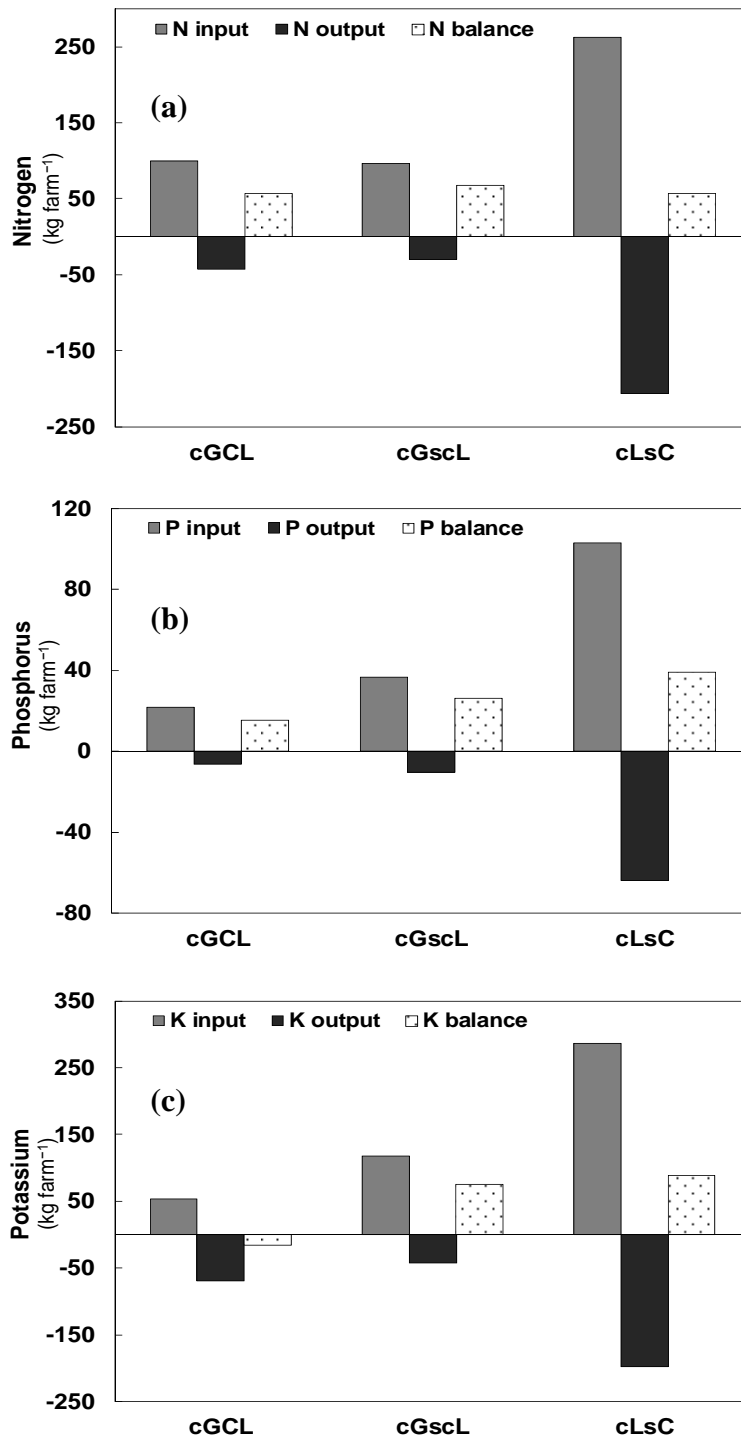 N input N output N balance
(a)
Nitrogen
(kg farm⁻¹)
250
150
50
-50
-150
-250
cGCL cGscL cLsC
P input P output P balance
(b)
Phosphorus
(kg farm⁻¹)
120
80
40
0
-40
-80
cGCL cGscL cLsC
K input K output K balance
(c)
Potassium
(kg farm⁻¹)
350
250
150
50
-50
-150
-250
cGCL cGscL cLsC